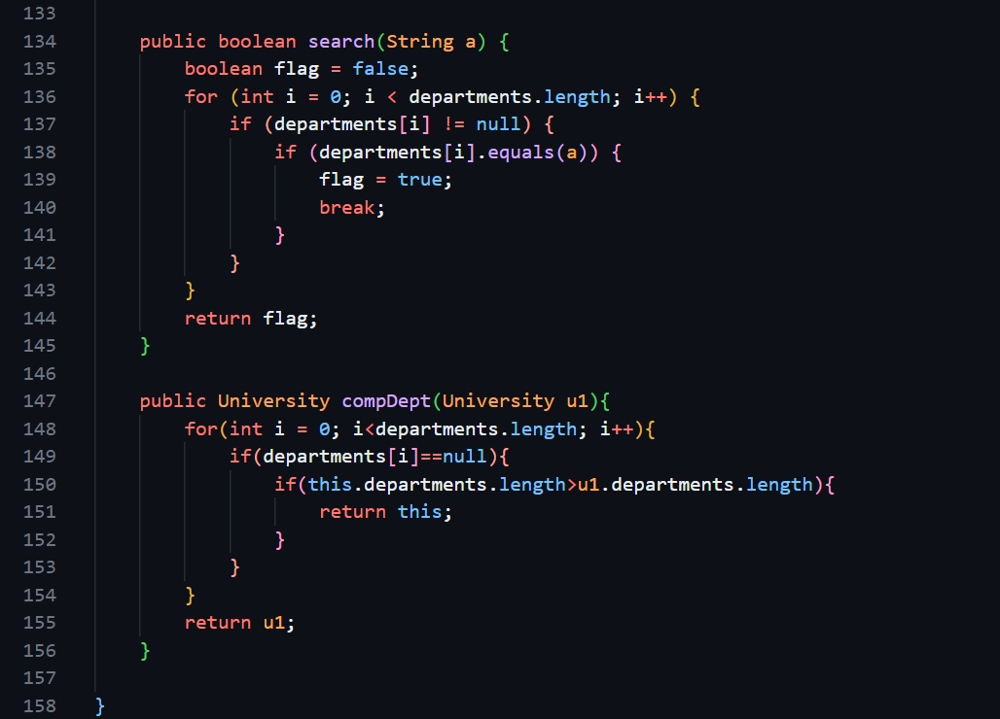 133
134 public boolean search(String a) {
135 boolean flag = false;
136 for (int i = 0; i < departments.length; i++) {
137 if (departments[i] != null) {
138 if (departments[i].equals(a)) {
139 flag = true;
140 break;
141 }
142 }
143 }
144 return flag;
145 }
146
147 public University compDept(University u1){
148 for(int i = 0; i<departments.length; i++){
149 if(departments[i]==null){
150 if(this.departments.length>u1.departments.length){
151 return this;
152 }
153 }
154 }
155 return u1;
156 }
157
158 }